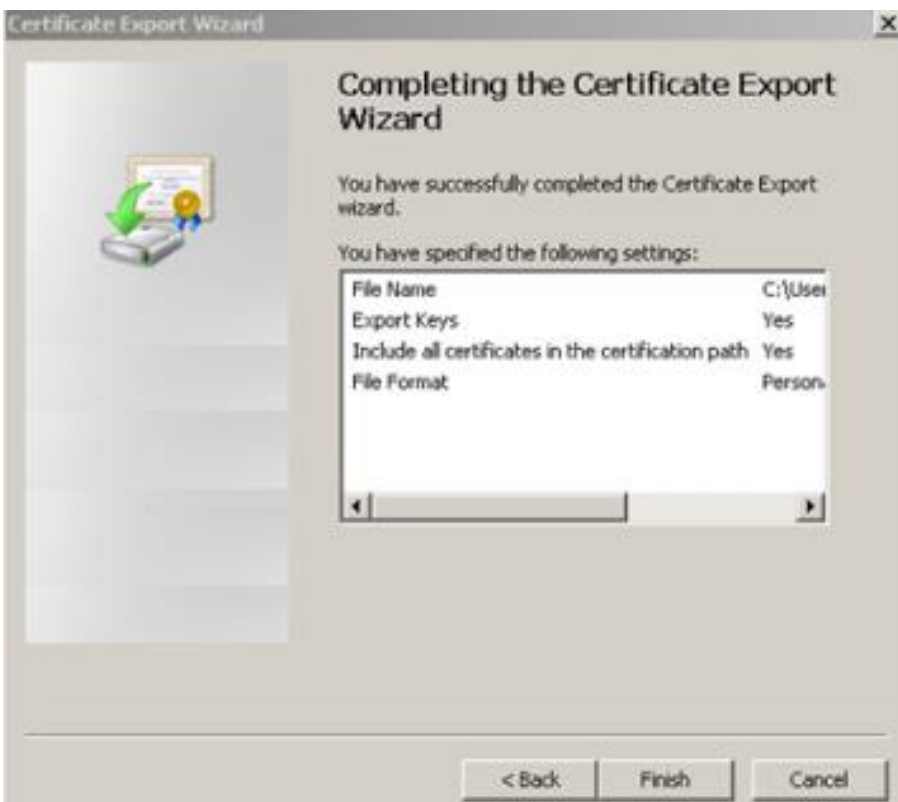 Certificate Export Wizard
Completing the Certificate Export
Wizard
You have successfully completed the Certificate Export
wizard.
You have specified the following settings:
File Name C:\User
Export Keys Yes
Include all certificates in the certification path Yes
File Format Persona
< Back Finish Cancel